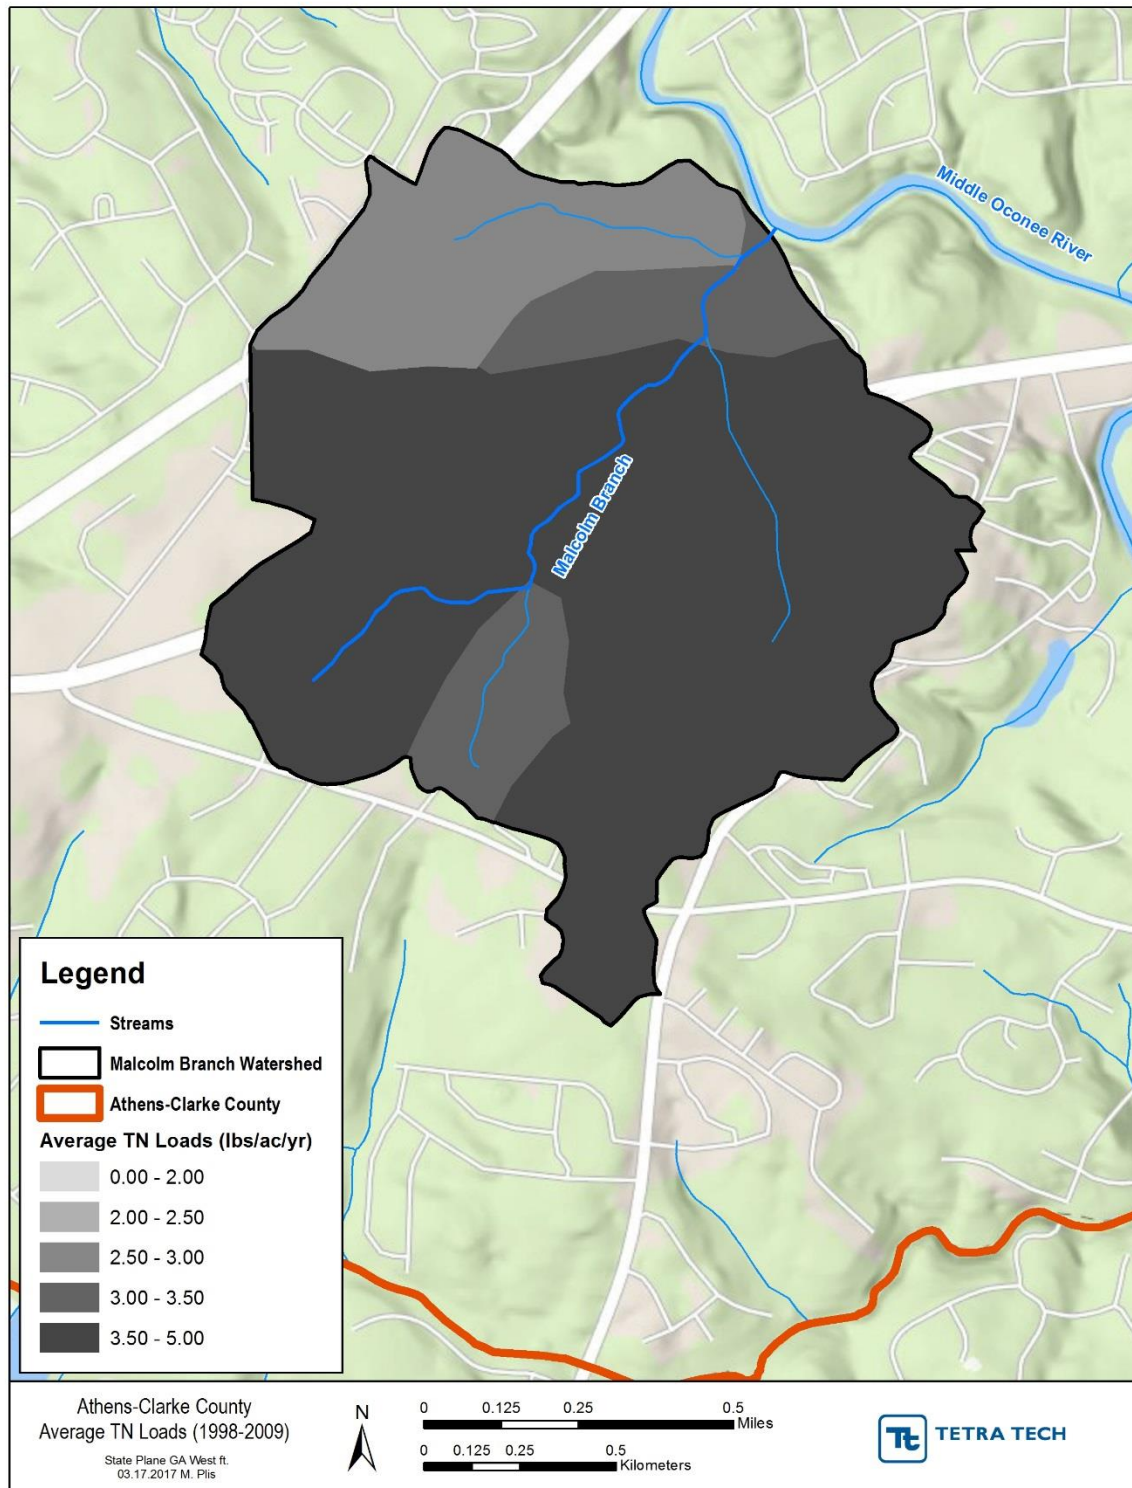 Middle Oconee River
Malcolm Branch
Legend
Streams
Malcolm Branch Watershed
Athens-Clarke County
Average TN Loads (lbs/ac/yr)
0.00 - 2.00
2.00 - 2.50
2.50 - 3.00
3.00 - 3.50
3.50 - 5.00
Athens-Clarke County
Average TN Loads (1998-2009)
State Plane GA West ft.
03.17.2017 M. Plis
N
0 0.125 0.25 0.5
Miles
0 0.125 0.25 0.5
Kilometers
Tt TETRA TECH